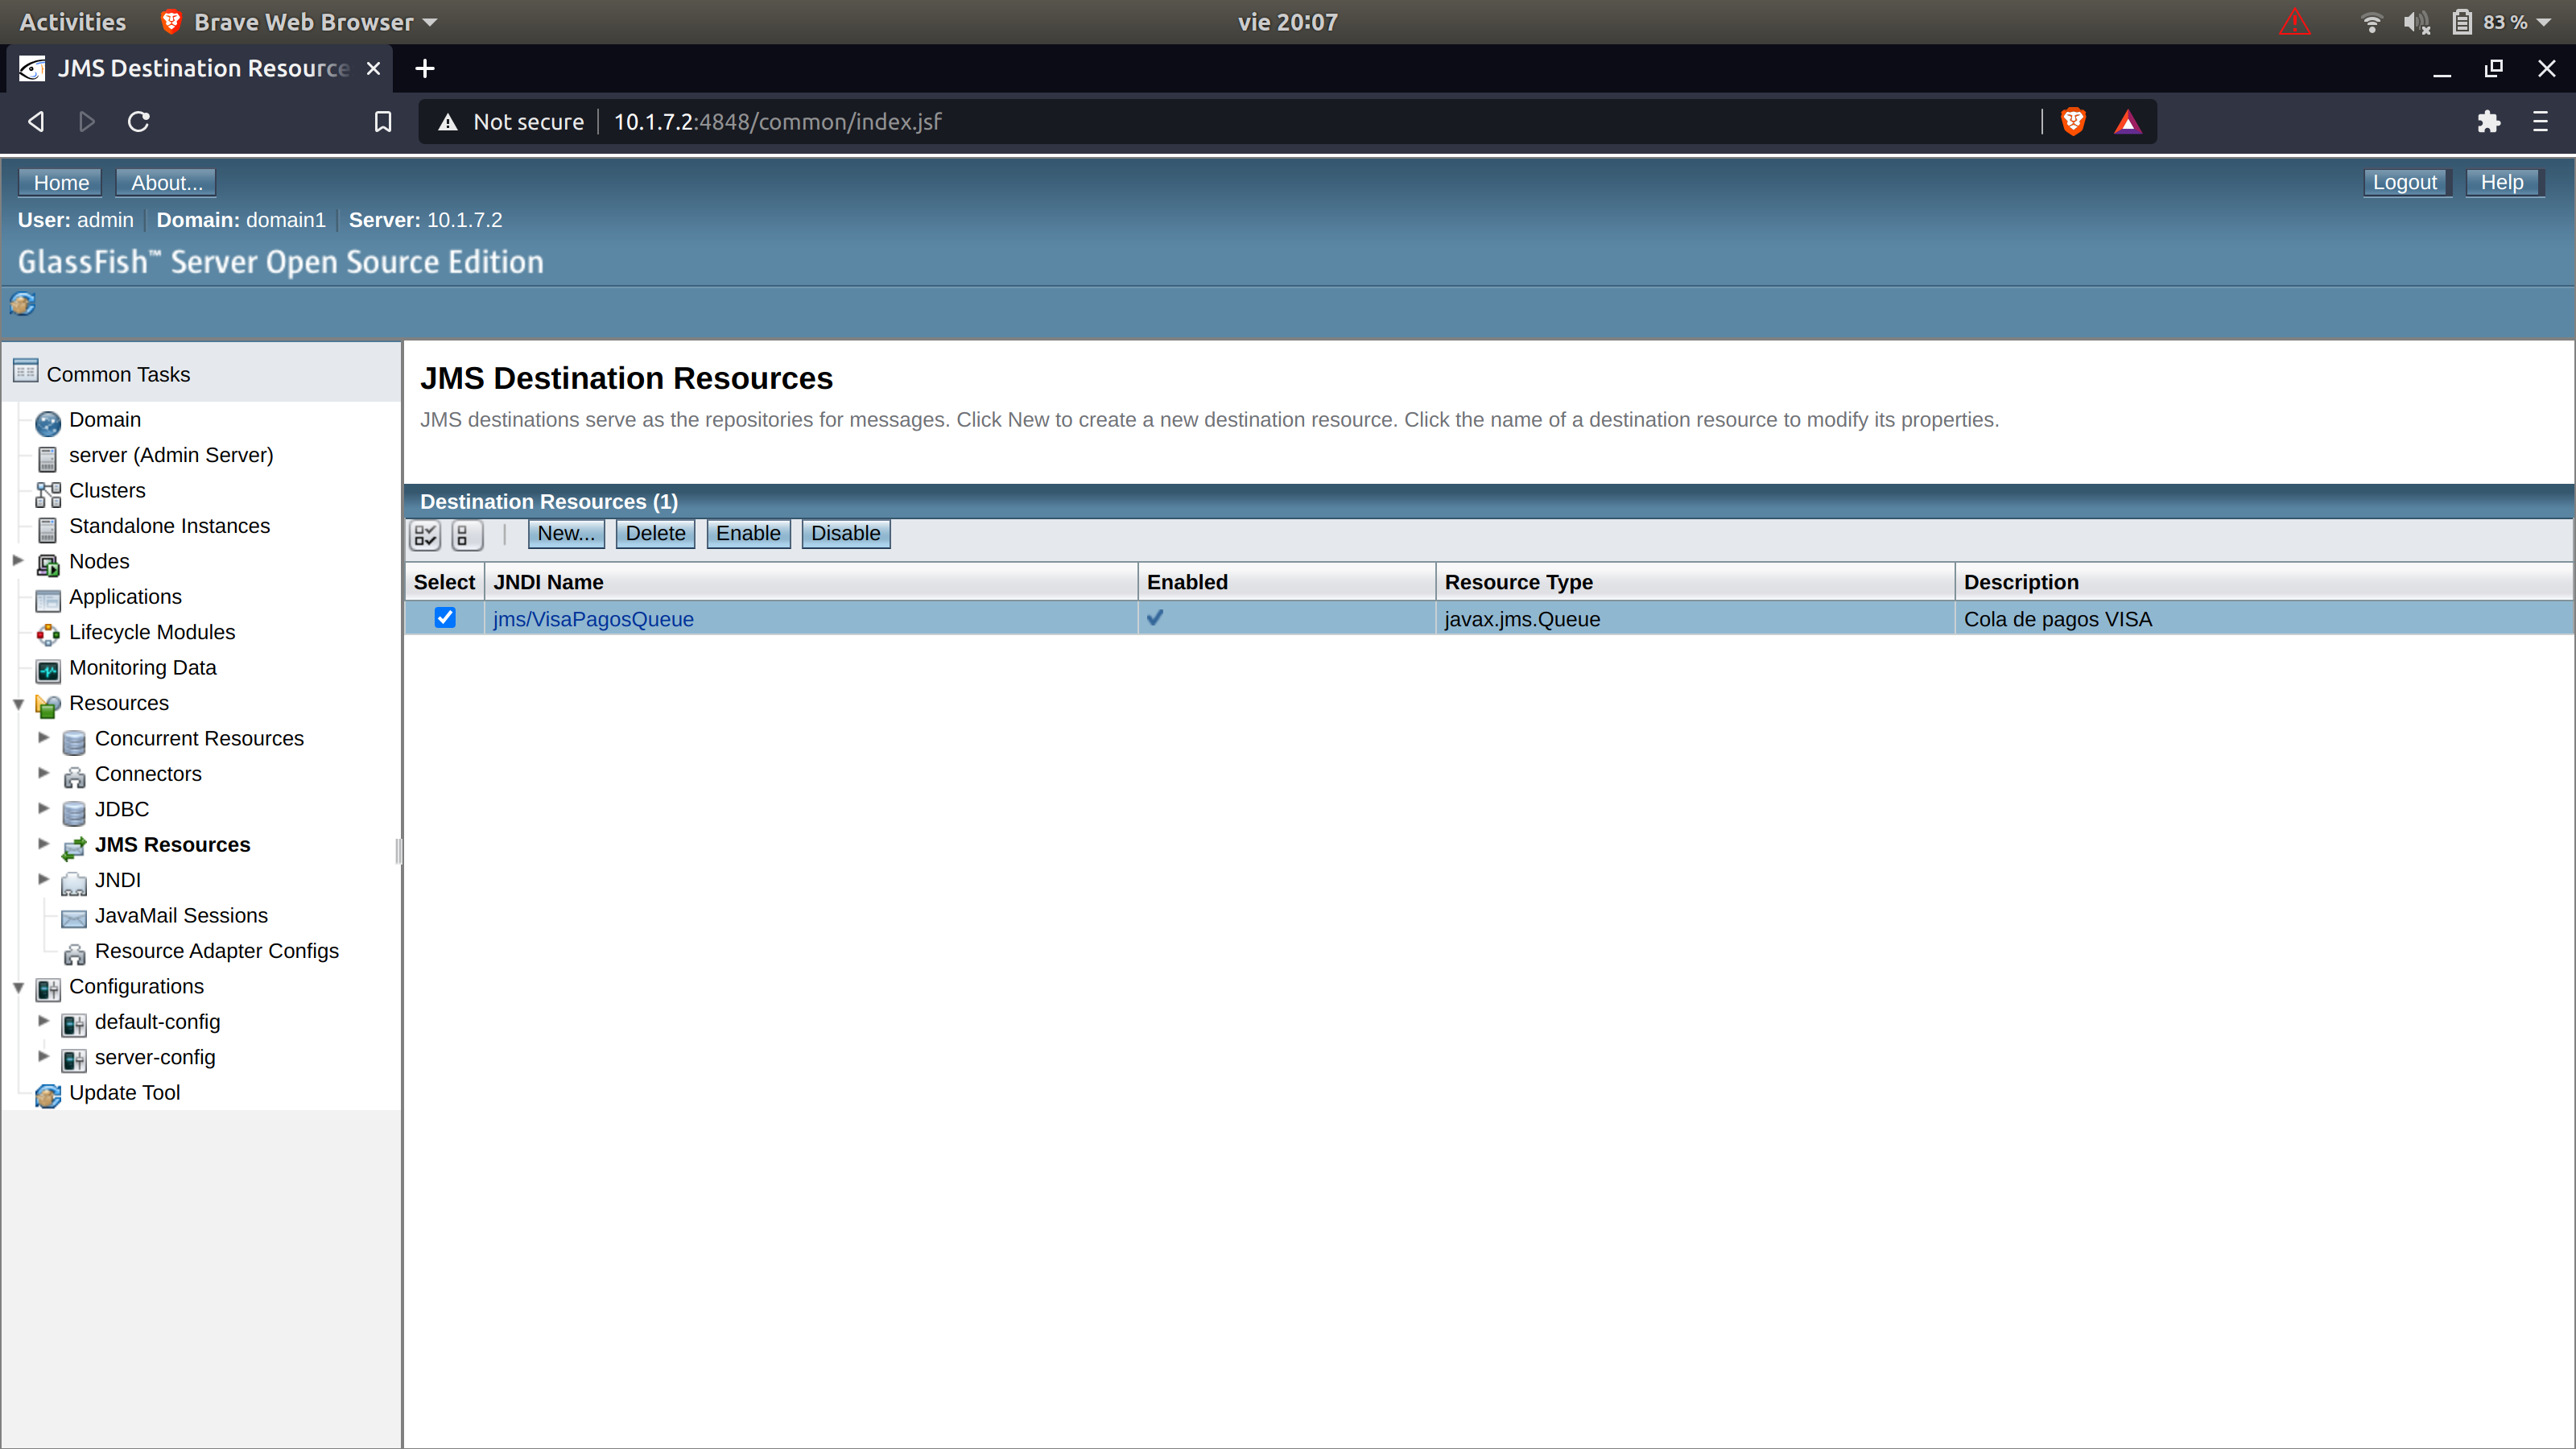 Activities Brave Web Browser vie 20:07 83 %
JMS Destination Resource
Not secure 10.1.7.2:4848/common/index.jsf
Home About... Logout Help
User: admin Domain: domain1 Server: 10.1.7.2
GlassFish™ Server Open Source Edition
Common Tasks
Domain
server (Admin Server)
Clusters
Standalone Instances
Nodes
Applications
Lifecycle Modules
Monitoring Data
Resources
Concurrent Resources
Connectors
JDBC
JMS Resources
JNDI
JavaMail Sessions
Resource Adapter Configs
Configurations
default-config
server-config
Update Tool
JMS Destination Resources
JMS destinations serve as the repositories for messages. Click New to create a new destination resource. Click the name of a destination resource to modify its properties.
Destination Resources (1)
New... Delete Enable Disable
Select JNDI Name Enabled Resource Type Description
jms/VisaPagosQueue javax.jms.Queue Cola de pagos VISA